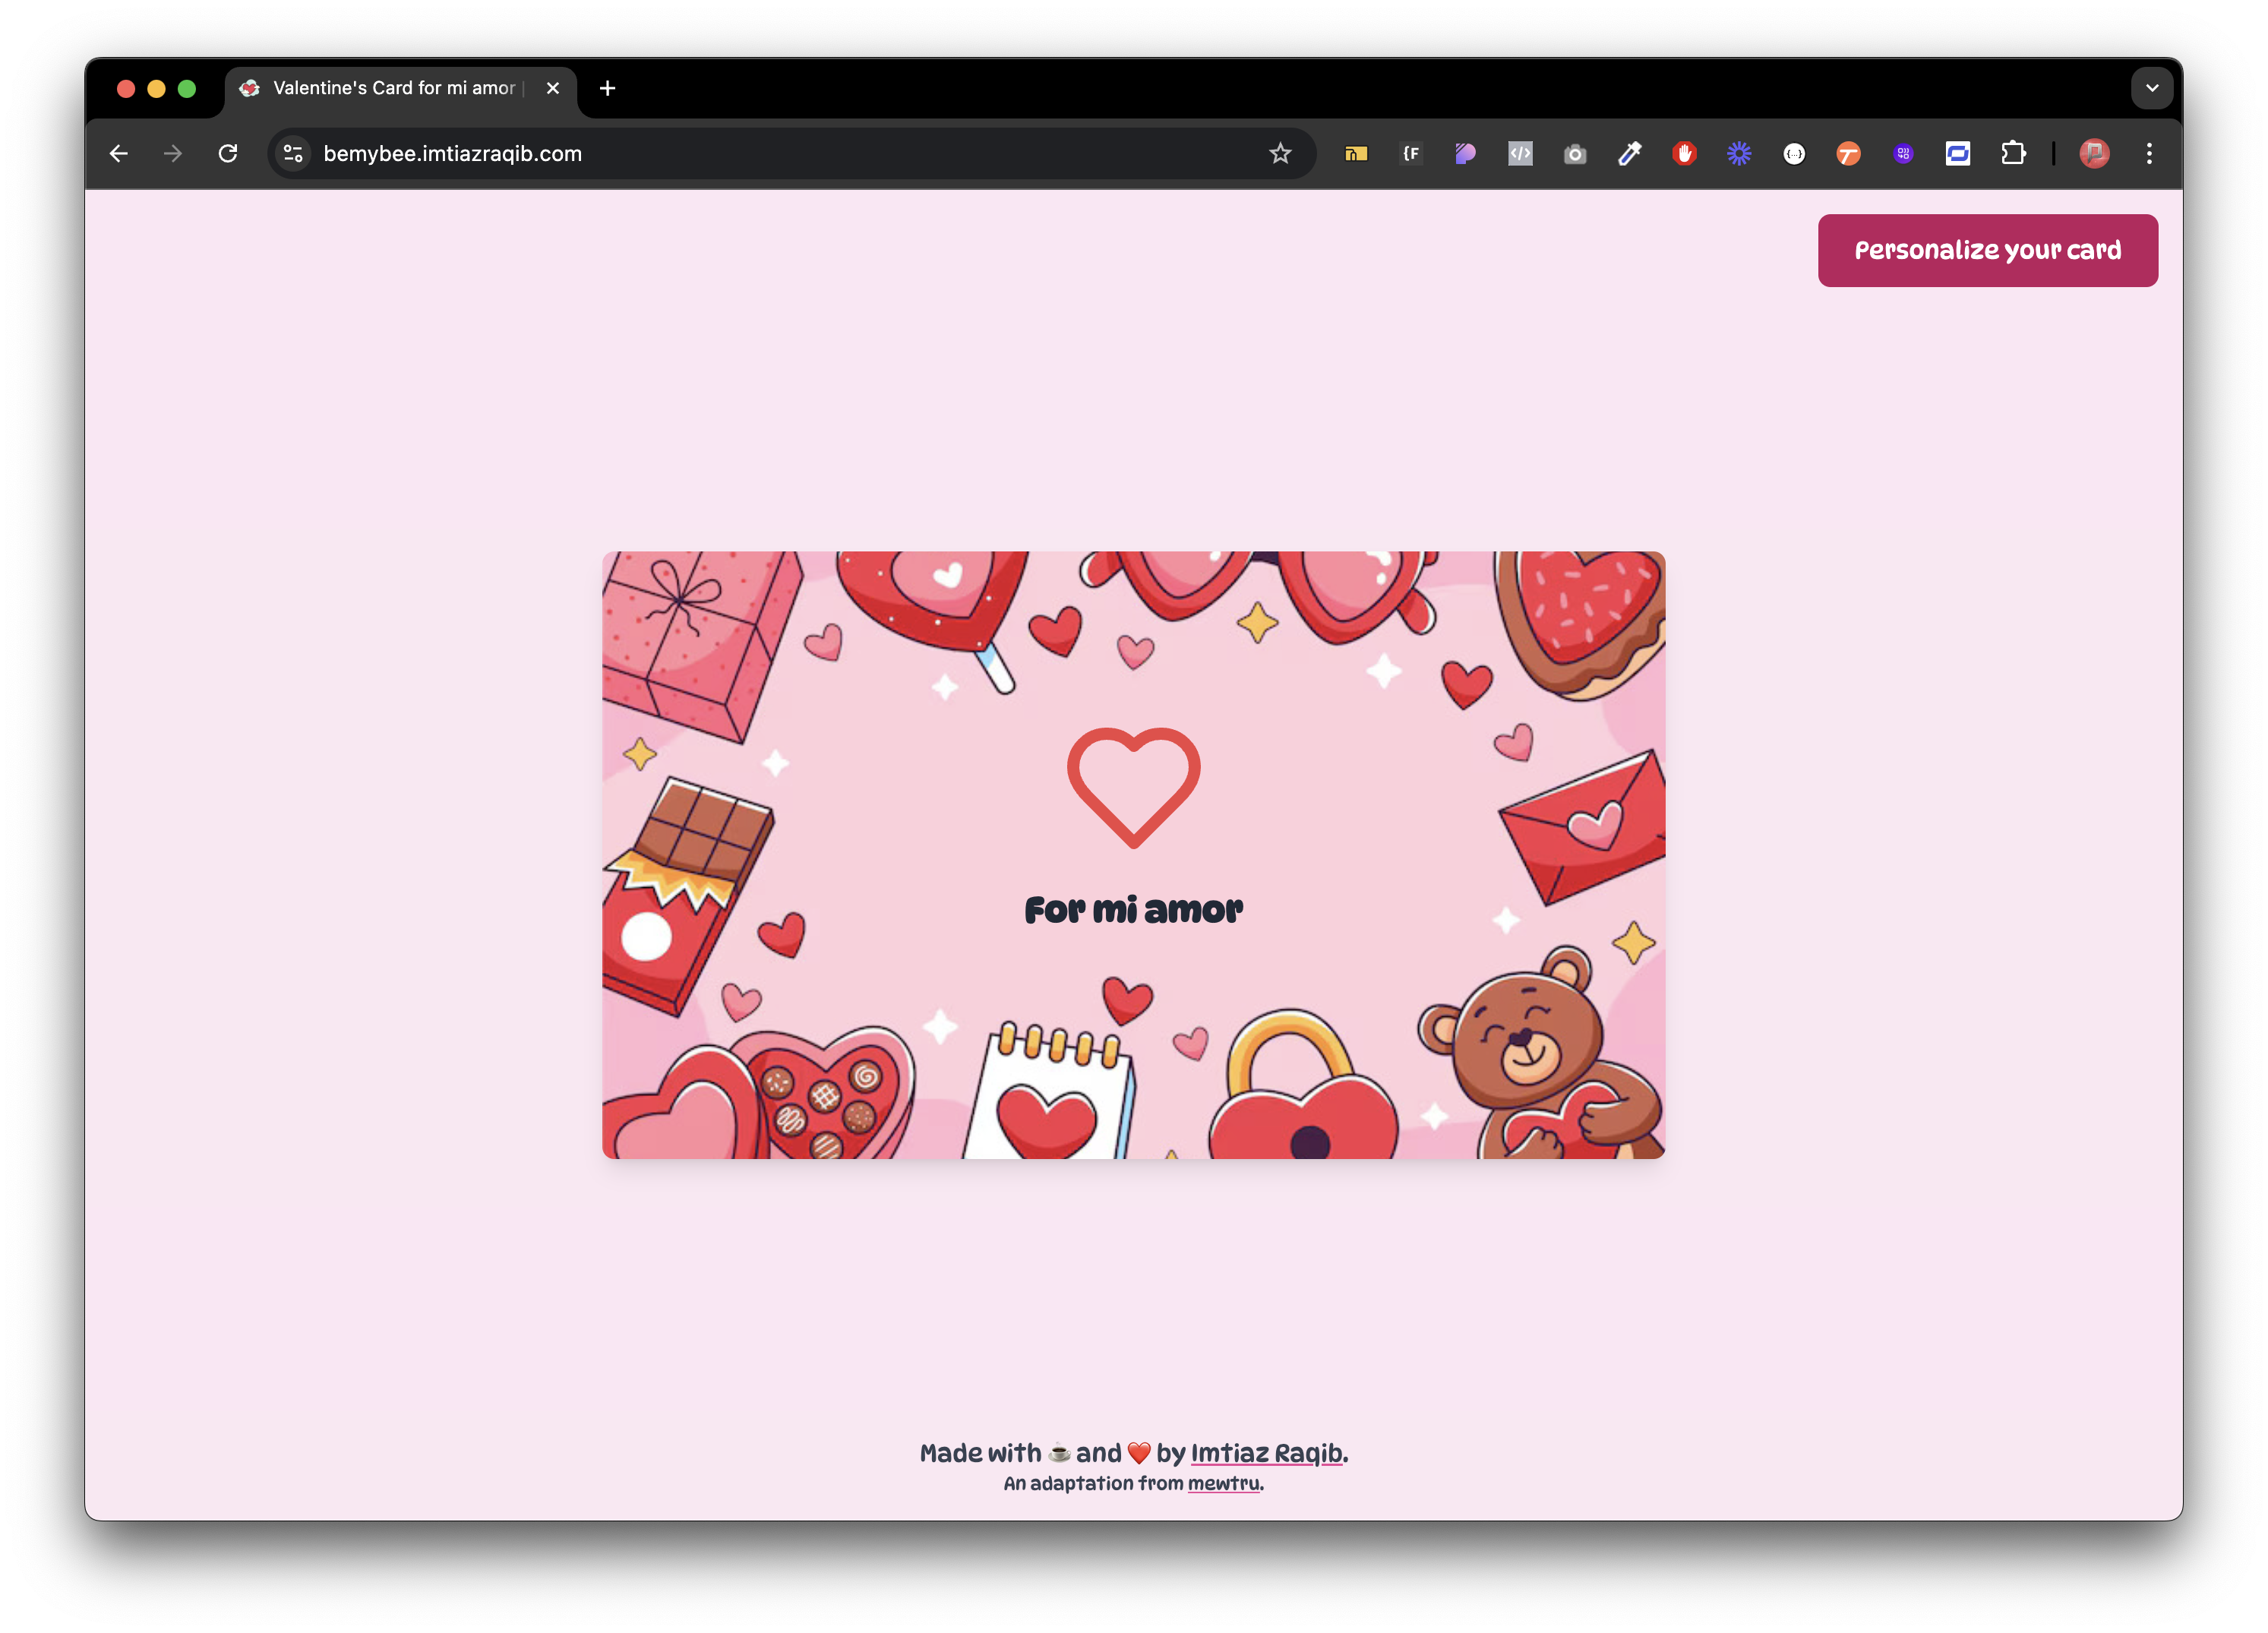 Valentine's Card for mi amor |
bemybee.imtiazraqib.com
Personalize your card
For mi amor
Made with ☕ and ❤️ by Imtiaz Raqib.
An adaptation from mewtru.